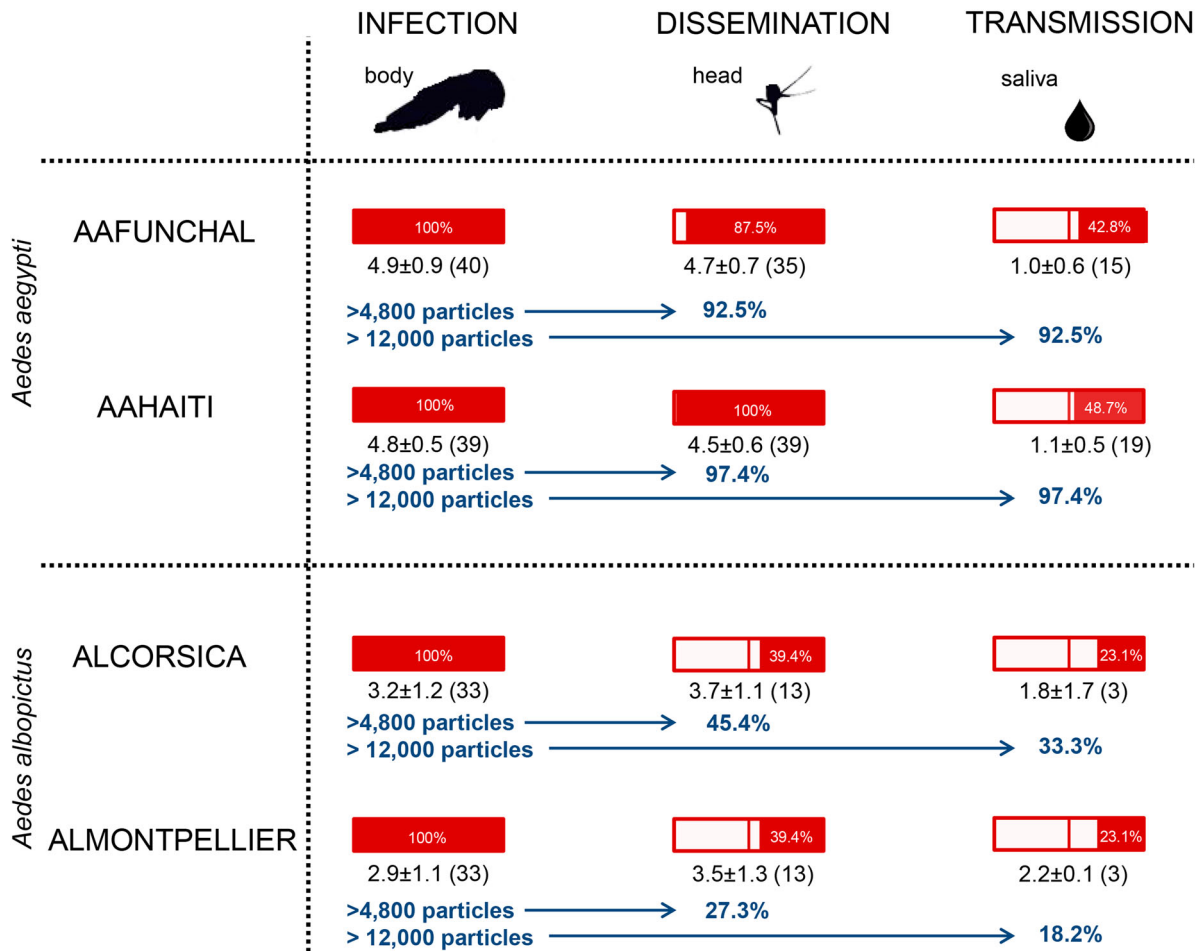 INFECTION DISSEMINATION TRANSMISSION
body head saliva
Aedes aegypti
AAFUNCHAL
100% 87.5% 42.8%
4.9±0.9 (40) 4.7±0.7 (35) 1.0±0.6 (15)
>4,800 particles 92.5%
> 12,000 particles 92.5%
AAHAITI
100% 100% 48.7%
4.8±0.5 (39) 4.5±0.6 (39) 1.1±0.5 (19)
>4,800 particles 97.4%
> 12,000 particles 97.4%
Aedes albopictus
ALCORSICA
100% 39.4% 23.1%
3.2±1.2 (33) 3.7±1.1 (13) 1.8±1.7 (3)
>4,800 particles 45.4%
> 12,000 particles 33.3%
ALMONTPELLIER
100% 39.4% 23.1%
2.9±1.1 (33) 3.5±1.3 (13) 2.2±0.1 (3)
>4,800 particles 27.3%
> 12,000 particles 18.2%